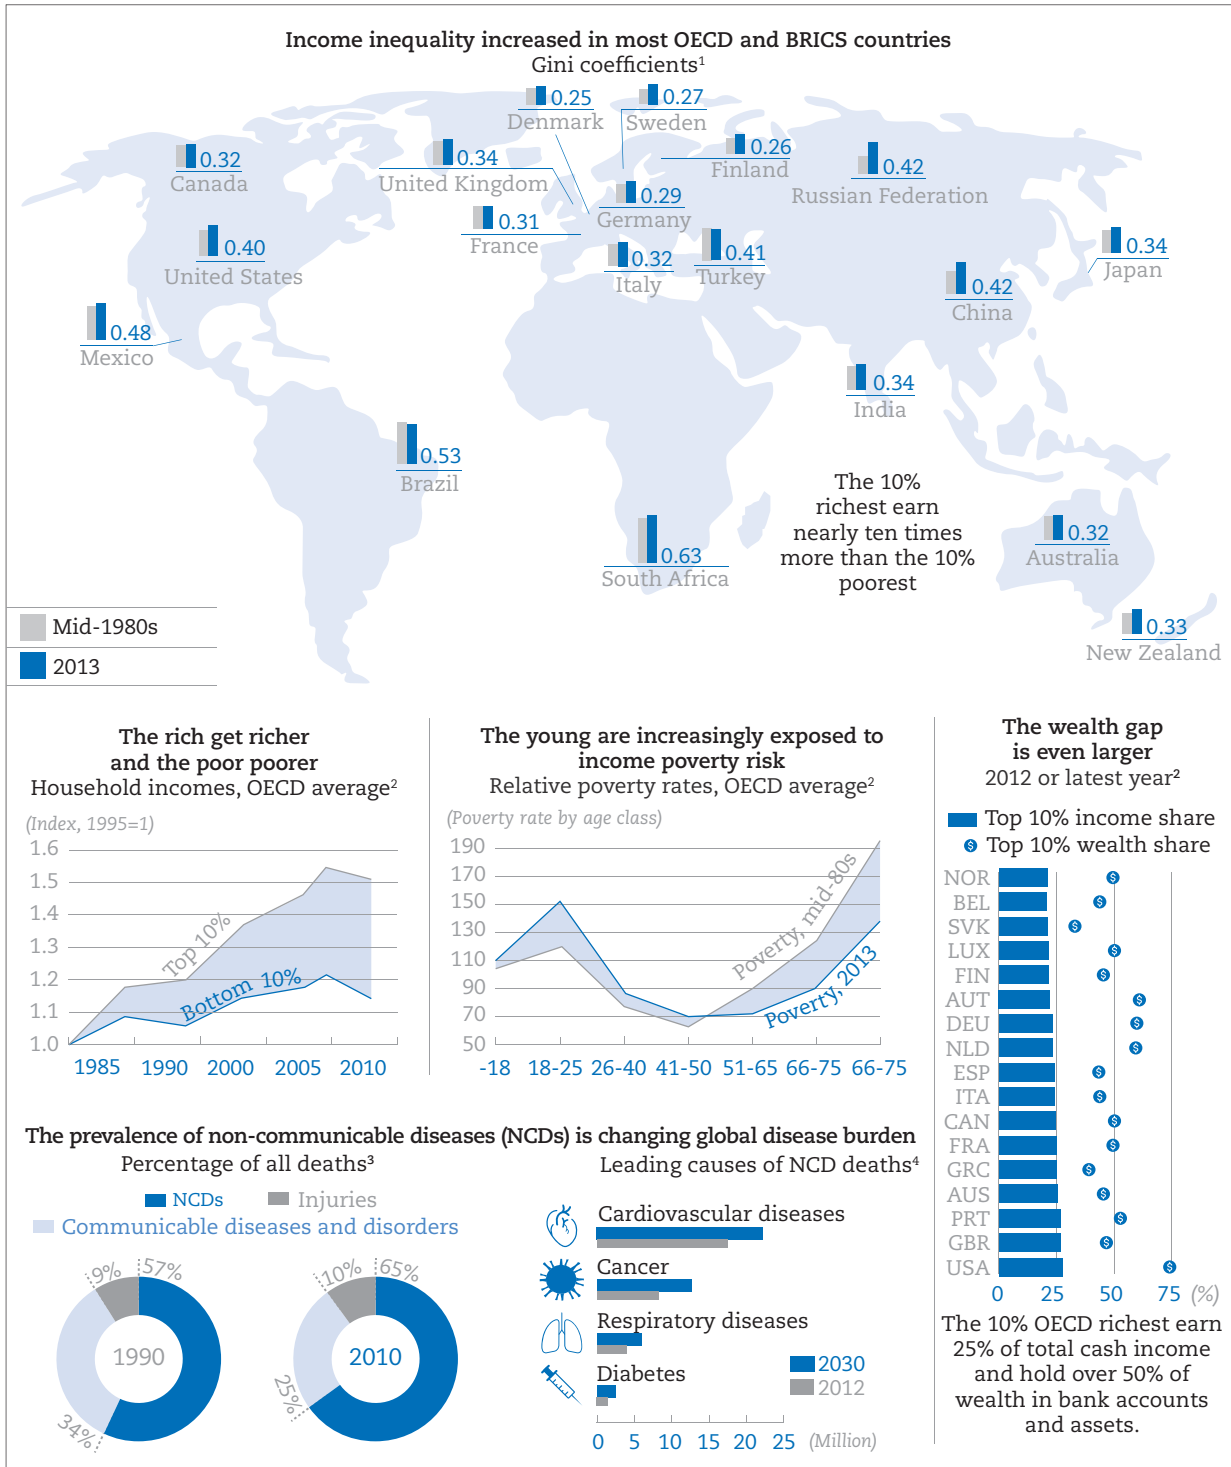 Income inequality increased in most OECD and BRICS countries
Gini coefficients¹
0.25
Denmark
0.27
Sweden
0.32
Canada
0.34
United Kingdom
0.26
Finland
0.42
Russian Federation
0.29
Germany
0.31
France
0.40
United States
0.32
Italy
0.41
Turkey
0.34
Japan
0.42
China
0.48
Mexico
0.34
India
0.53
Brazil
The 10%
richest earn
nearly ten times
more than the 10%
poorest
0.63
South Africa
0.32
Australia
0.33
New Zealand
Mid-1980s
2013
The rich get richer
and the poor poorer
Household incomes, OECD average²
(Index, 1995=1)
1.6
1.5
1.4
1.3
1.2
1.1
1.0
Top 10%
Bottom 10%
1985 1990 2000 2005 2010
The young are increasingly exposed to
income poverty risk
Relative poverty rates, OECD average²
(Poverty rate by age class)
190
170
150
130
110
90
70
50
Poverty, mid-80s
Poverty, 2013
-18 18-25 26-40 41-50 51-65 66-75 66-75
The wealth gap
is even larger
2012 or latest year²
Top 10% income share
$ Top 10% wealth share
NOR $
BEL $
SVK $
LUX $
FIN $
AUT $
DEU $
NLD $
ESP $
ITA $
CAN $
FRA $
GRC $
AUS $
PRT $
GBR $
USA $
0 25 50 75 (%)
The 10% OECD richest earn
25% of total cash income
and hold over 50% of
wealth in bank accounts
and assets.
The prevalence of non-communicable diseases (NCDs) is changing global disease burden
Percentage of all deaths³
NCDs Injuries
Communicable diseases and disorders
9% 57%
1990
34%
10% 65%
2010
25%
Leading causes of NCD deaths⁴
Cardiovascular diseases
Cancer
Respiratory diseases
Diabetes
2030
2012
0 5 10 15 20 25 (Million)